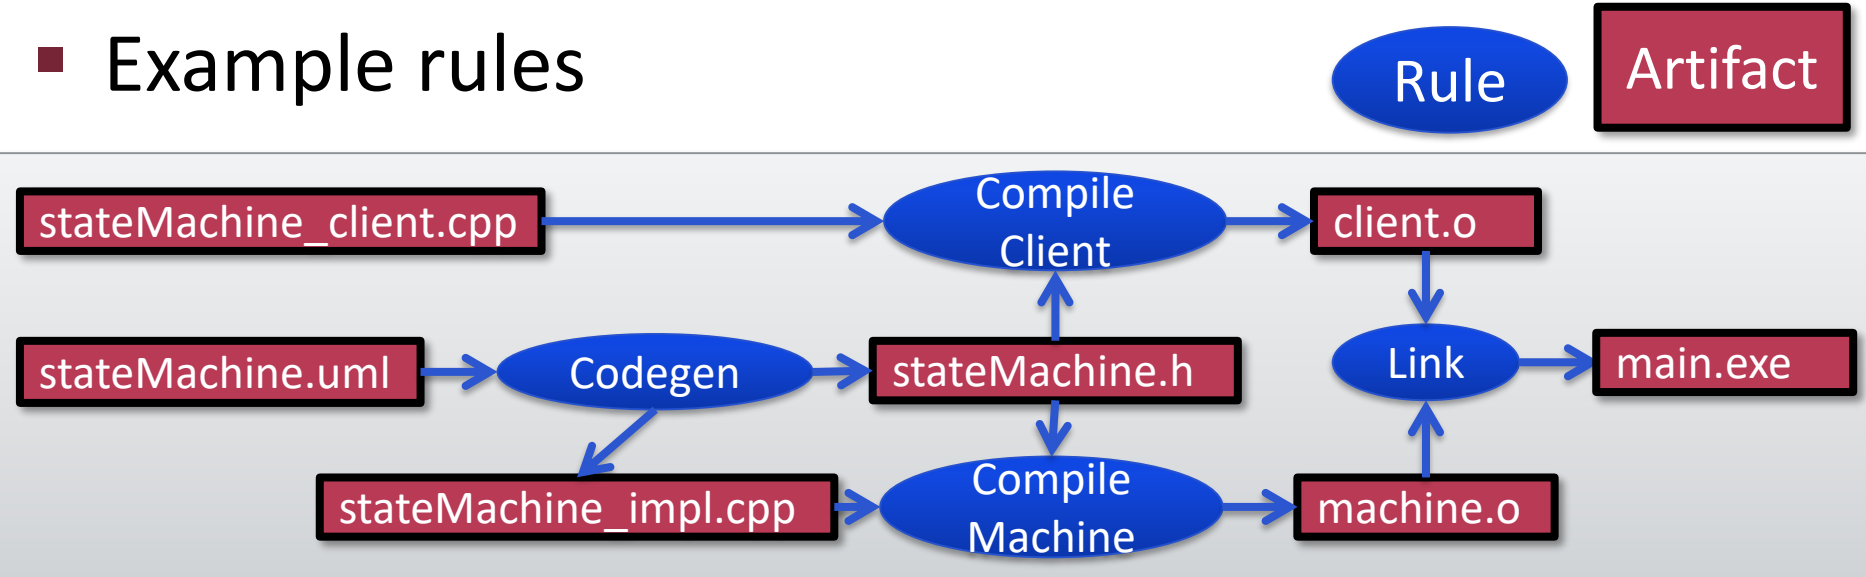 Example rules
Rule
Artifact
stateMachine_client.cpp
Compile
Client
client.o
stateMachine.uml
Codegen
stateMachine.h
Link
main.exe
stateMachine_impl.cpp
Compile
Machine
machine.o